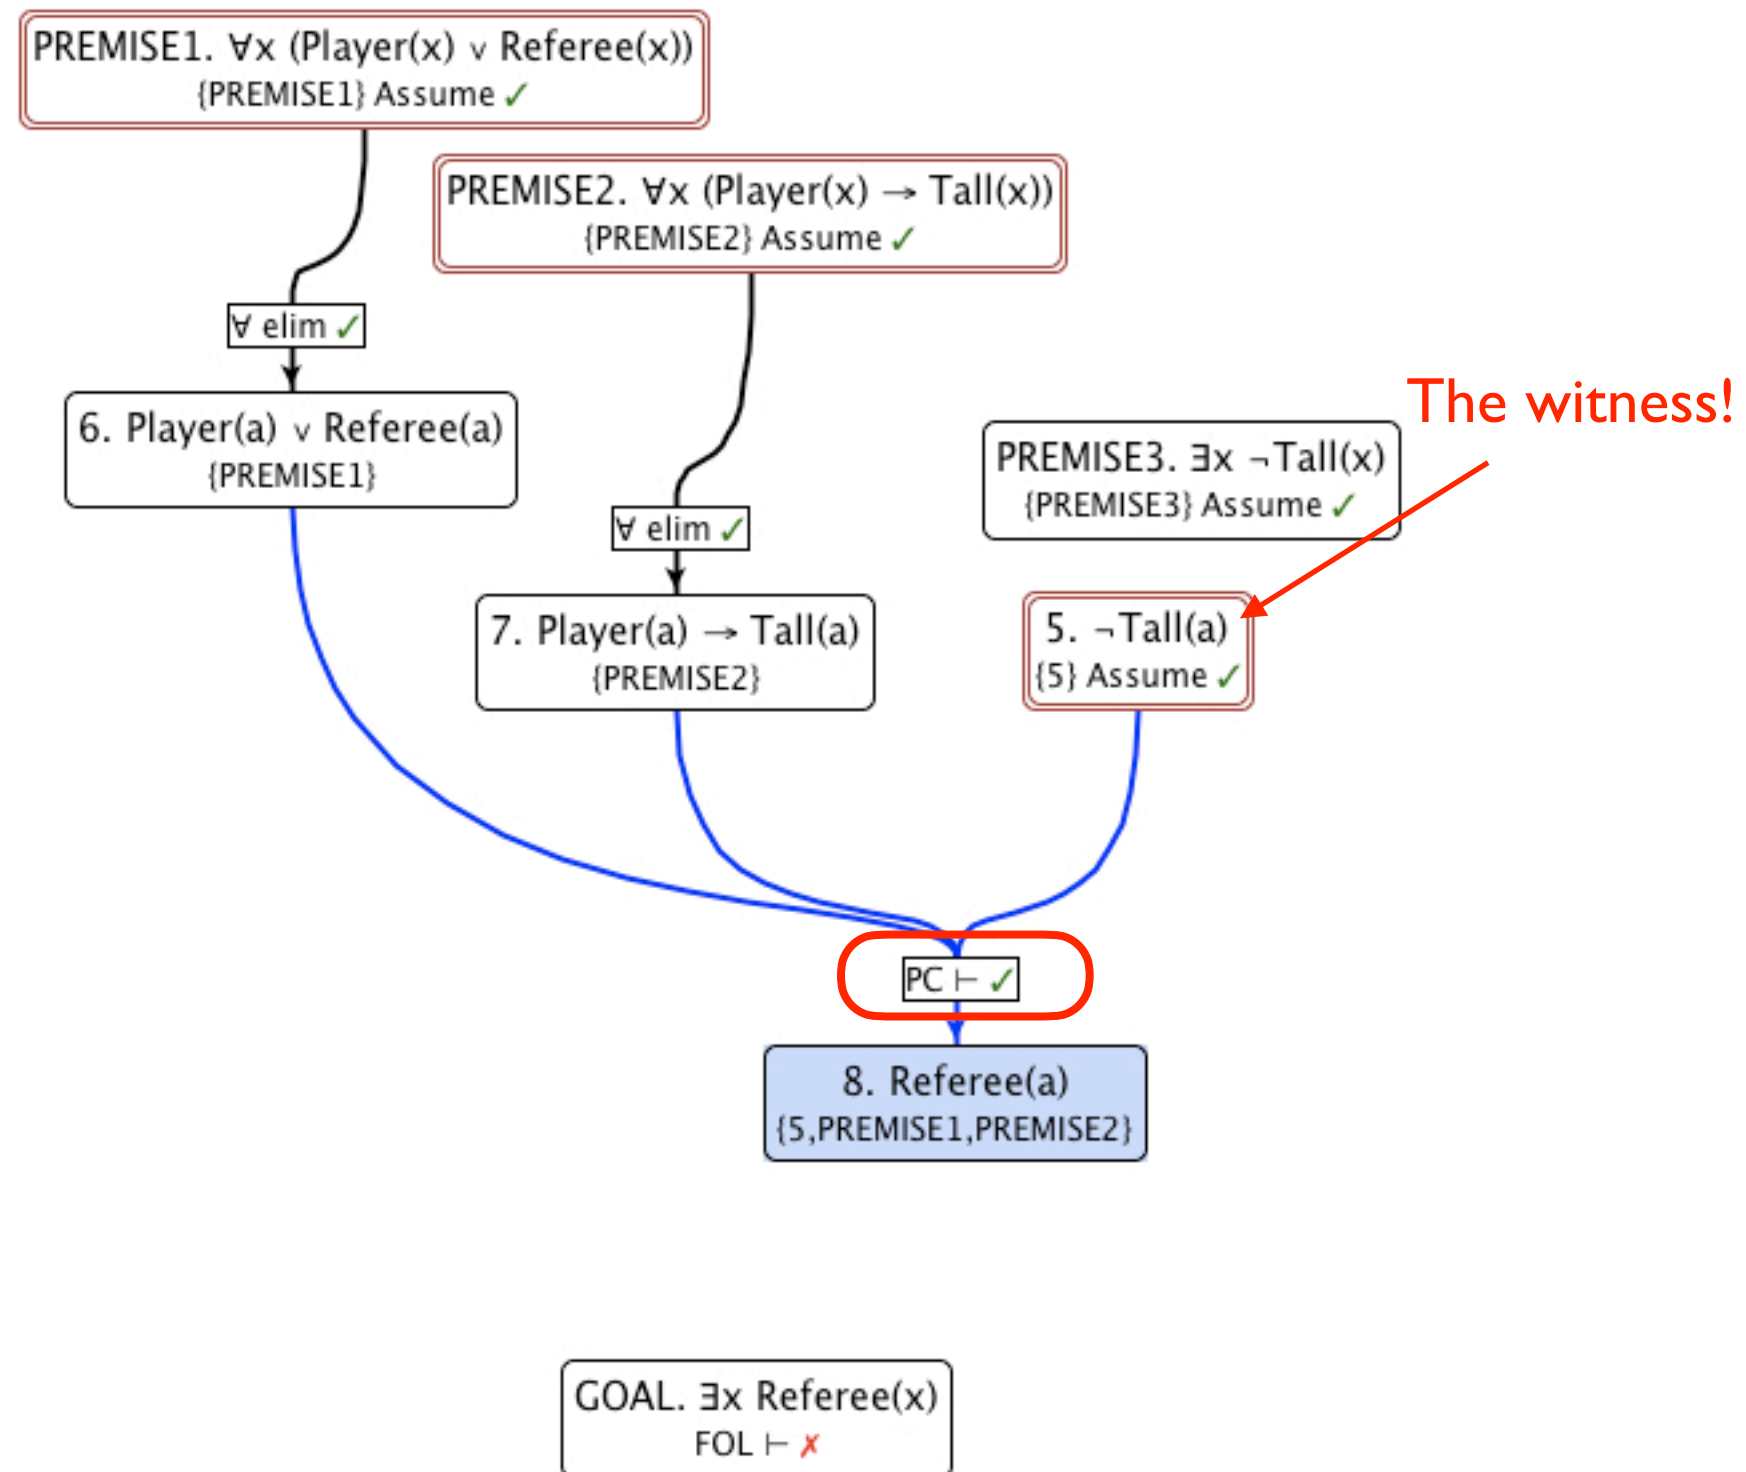 PREMISE1. ∀x (Player(x) ∨ Referee(x))
{PREMISE1} Assume ✓
PREMISE2. ∀x (Player(x) → Tall(x))
{PREMISE2} Assume ✓
∀ elim ✓
The witness!
6. Player(a) ∨ Referee(a)
{PREMISE1}
PREMISE3. ∃x ¬Tall(x)
{PREMISE3} Assume ✓
∀ elim ✓
7. Player(a) → Tall(a)
{PREMISE2}
5. ¬Tall(a)
{5} Assume ✓
PC ⊢ ✓
8. Referee(a)
{5,PREMISE1,PREMISE2}
GOAL. ∃x Referee(x)
FOL ⊢ ✗